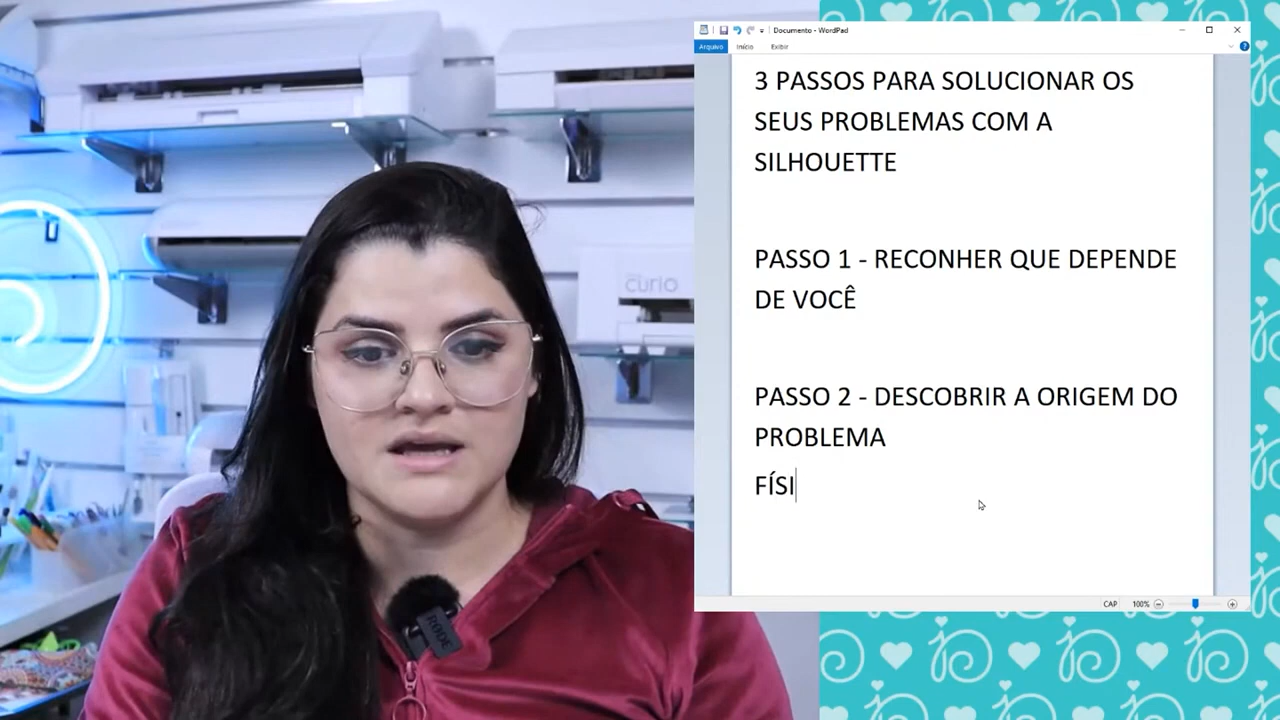 Documento - WordPad
Arquivo Início Exibir
3 PASSOS PARA SOLUCIONAR OS
SEUS PROBLEMAS COM A
SILHOUETTE
PASSO 1 - RECONHER QUE DEPENDE
DE VOCÊ
PASSO 2 - DESCOBRIR A ORIGEM DO
PROBLEMA
FÍSI
CAP 100%
curio
RODE